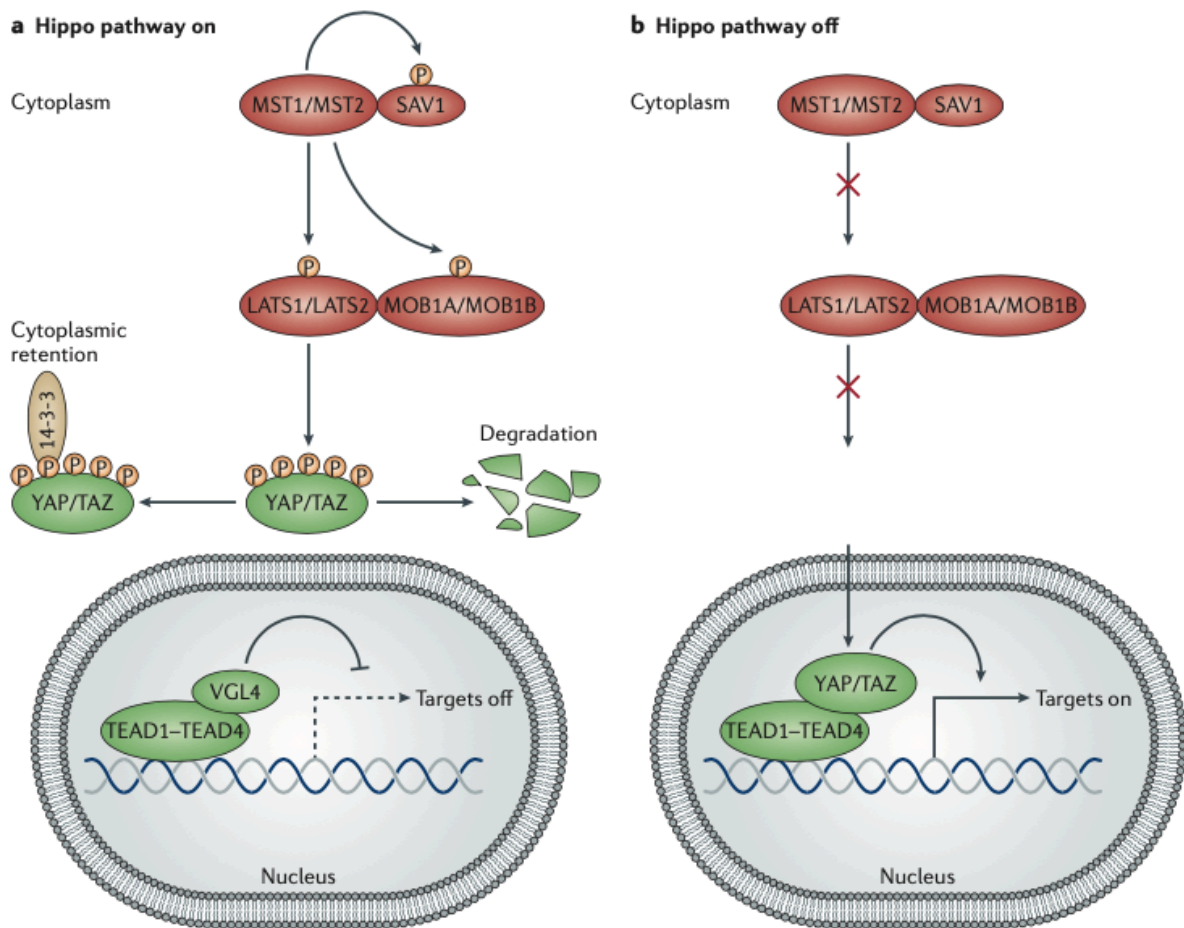 a Hippo pathway on
Cytoplasm
P
MST1/MST2
SAV1
P
P
LATS1/LATS2
MOB1A/MOB1B
Cytoplasmic
retention
14-3-3
P P P P P
YAP/TAZ
P P P P P
YAP/TAZ
Degradation
VGL4
TEAD1–TEAD4
Targets off
Nucleus
b Hippo pathway off
Cytoplasm
MST1/MST2
SAV1
LATS1/LATS2
MOB1A/MOB1B
YAP/TAZ
TEAD1–TEAD4
Targets on
Nucleus